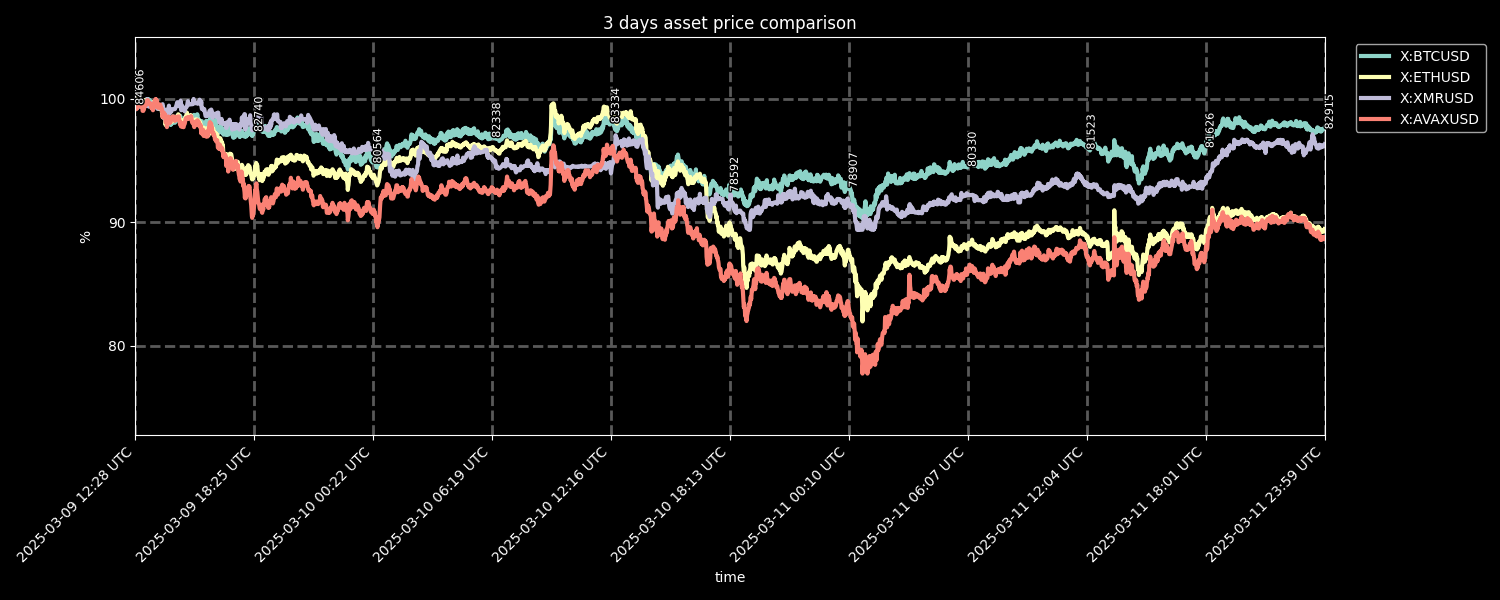 3 days asset price comparison
X:BTCUSD
X:ETHUSD
X:XMRUSD
X:AVAXUSD
%
100
90
80
84606
82740
80564
82338
83334
78592
78907
80330
81523
81626
82915
2025-03-09 12:28 UTC
2025-03-09 18:25 UTC
2025-03-10 00:22 UTC
2025-03-10 06:19 UTC
2025-03-10 12:16 UTC
2025-03-10 18:13 UTC
2025-03-11 00:10 UTC
2025-03-11 06:07 UTC
2025-03-11 12:04 UTC
2025-03-11 18:01 UTC
2025-03-11 23:59 UTC
time